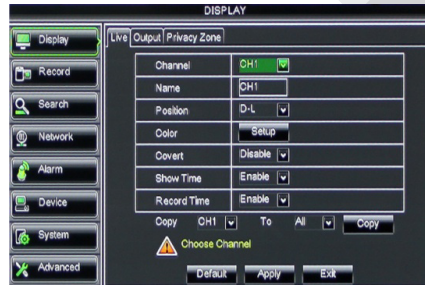 DISPLAY
Display
Record
Search
Network
Alarm
Device
System
Advanced
Live Output Privacy Zone
Channel CH1
Name CH1
Position D-L
Color Setup
Covert Disable
Show Time Enable
Record Time Enable
Copy CH1 To All Copy
Choose Channel
Default Apply Exit